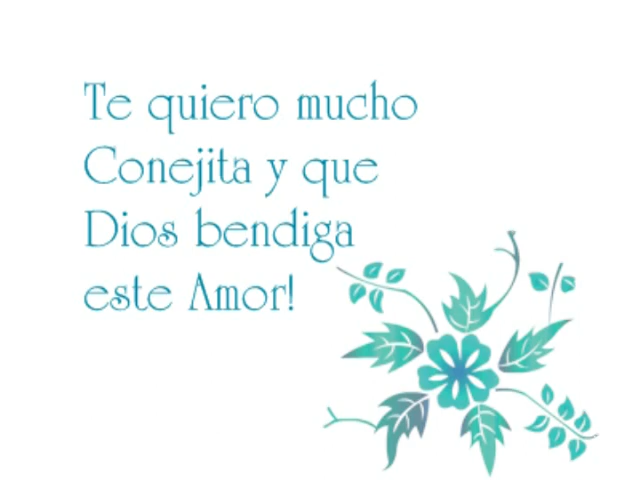 Te quiero mucho
Conejita y que
Dios bendiga
este Amor!